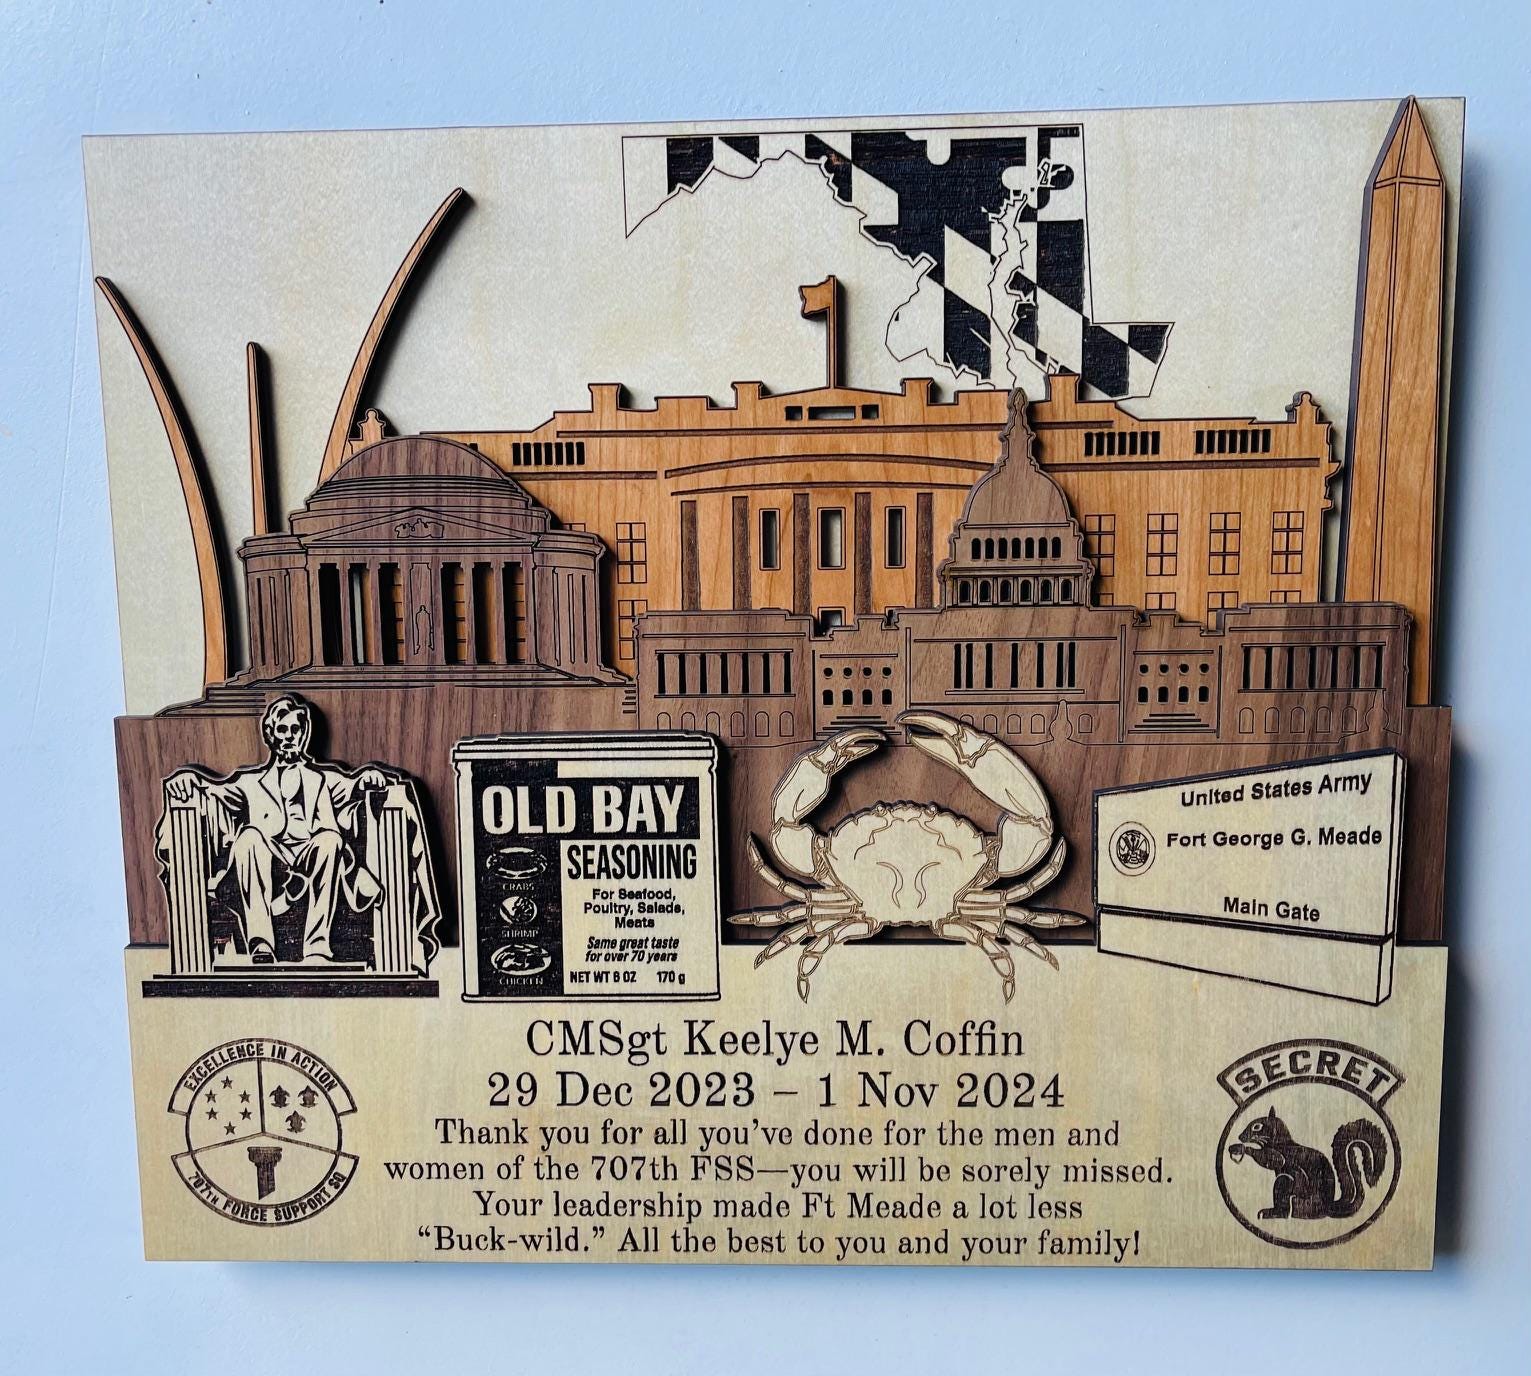 OLD BAY
SEASONING
For Seafood,
Poultry, Salads,
Meats
Same great taste
for over 70 years
NET WT 6 OZ 170 g
CRABS
SHRIMP
CHICKEN
United States Army
Fort George G. Meade
Main Gate
CMSgt Keelye M. Coffin
29 Dec 2023 – 1 Nov 2024
Thank you for all you’ve done for the men and
women of the 707th FSS—you will be sorely missed.
Your leadership made Ft Meade a lot less
“Buck-wild.” All the best to you and your family!
EXCELLENCE IN ACTION
707TH FORCE SUPPORT SQ
SECRET